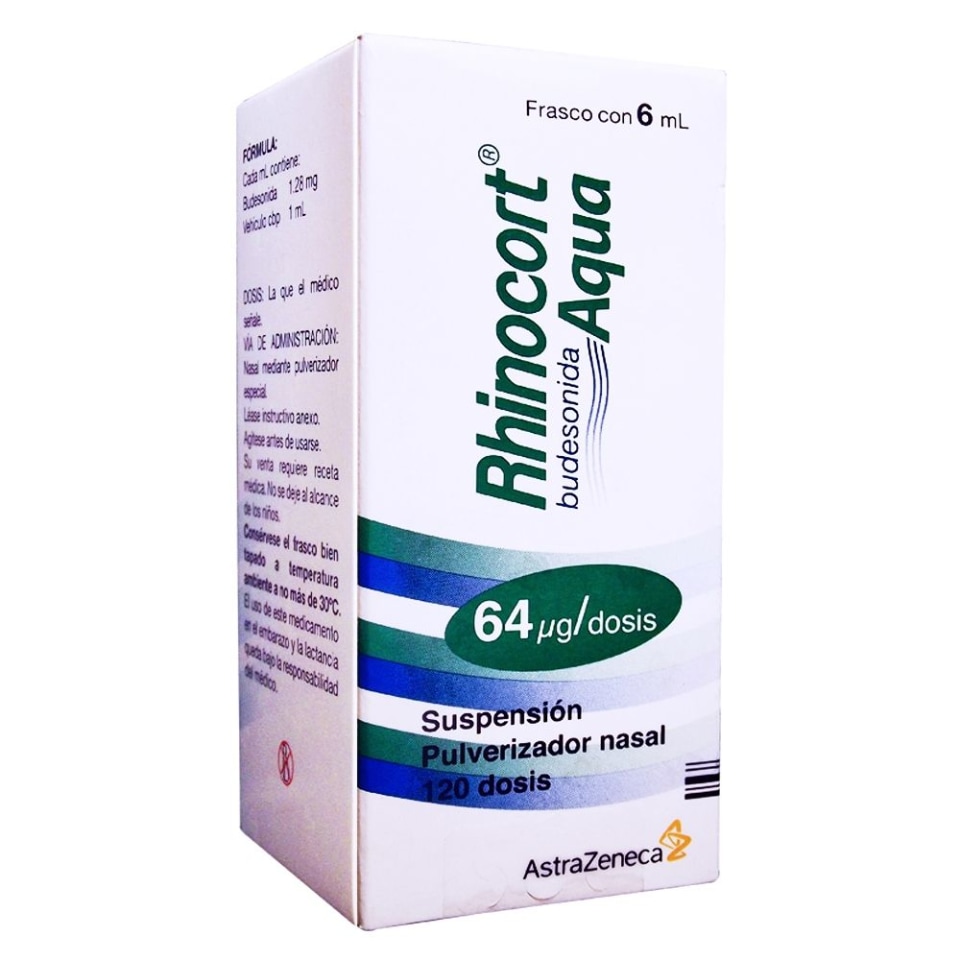 FÓRMULA:
Cada mL contiene:
Budesonida 1.28 mg
Vehículo cbp 1 mL
DOSIS: La que el médico
señale.
VÍA DE ADMINISTRACIÓN:
Nasal mediante pulverizador
especial.
Léase instructivo anexo.
Agítese antes de usarse.
Su venta requiere receta
médica. No se deje al alcance
de los niños.
Consérvese el frasco bien
tapado a temperatura
ambiente a no más de 30°C.
El uso de este medicamento
en el embarazo y la lactancia
queda bajo la responsabilidad
del médico.
Frasco con 6 mL
Rhinocort®
budesonida Aqua
64 µg/dosis
Suspensión
Pulverizador nasal
120 dosis
AstraZeneca